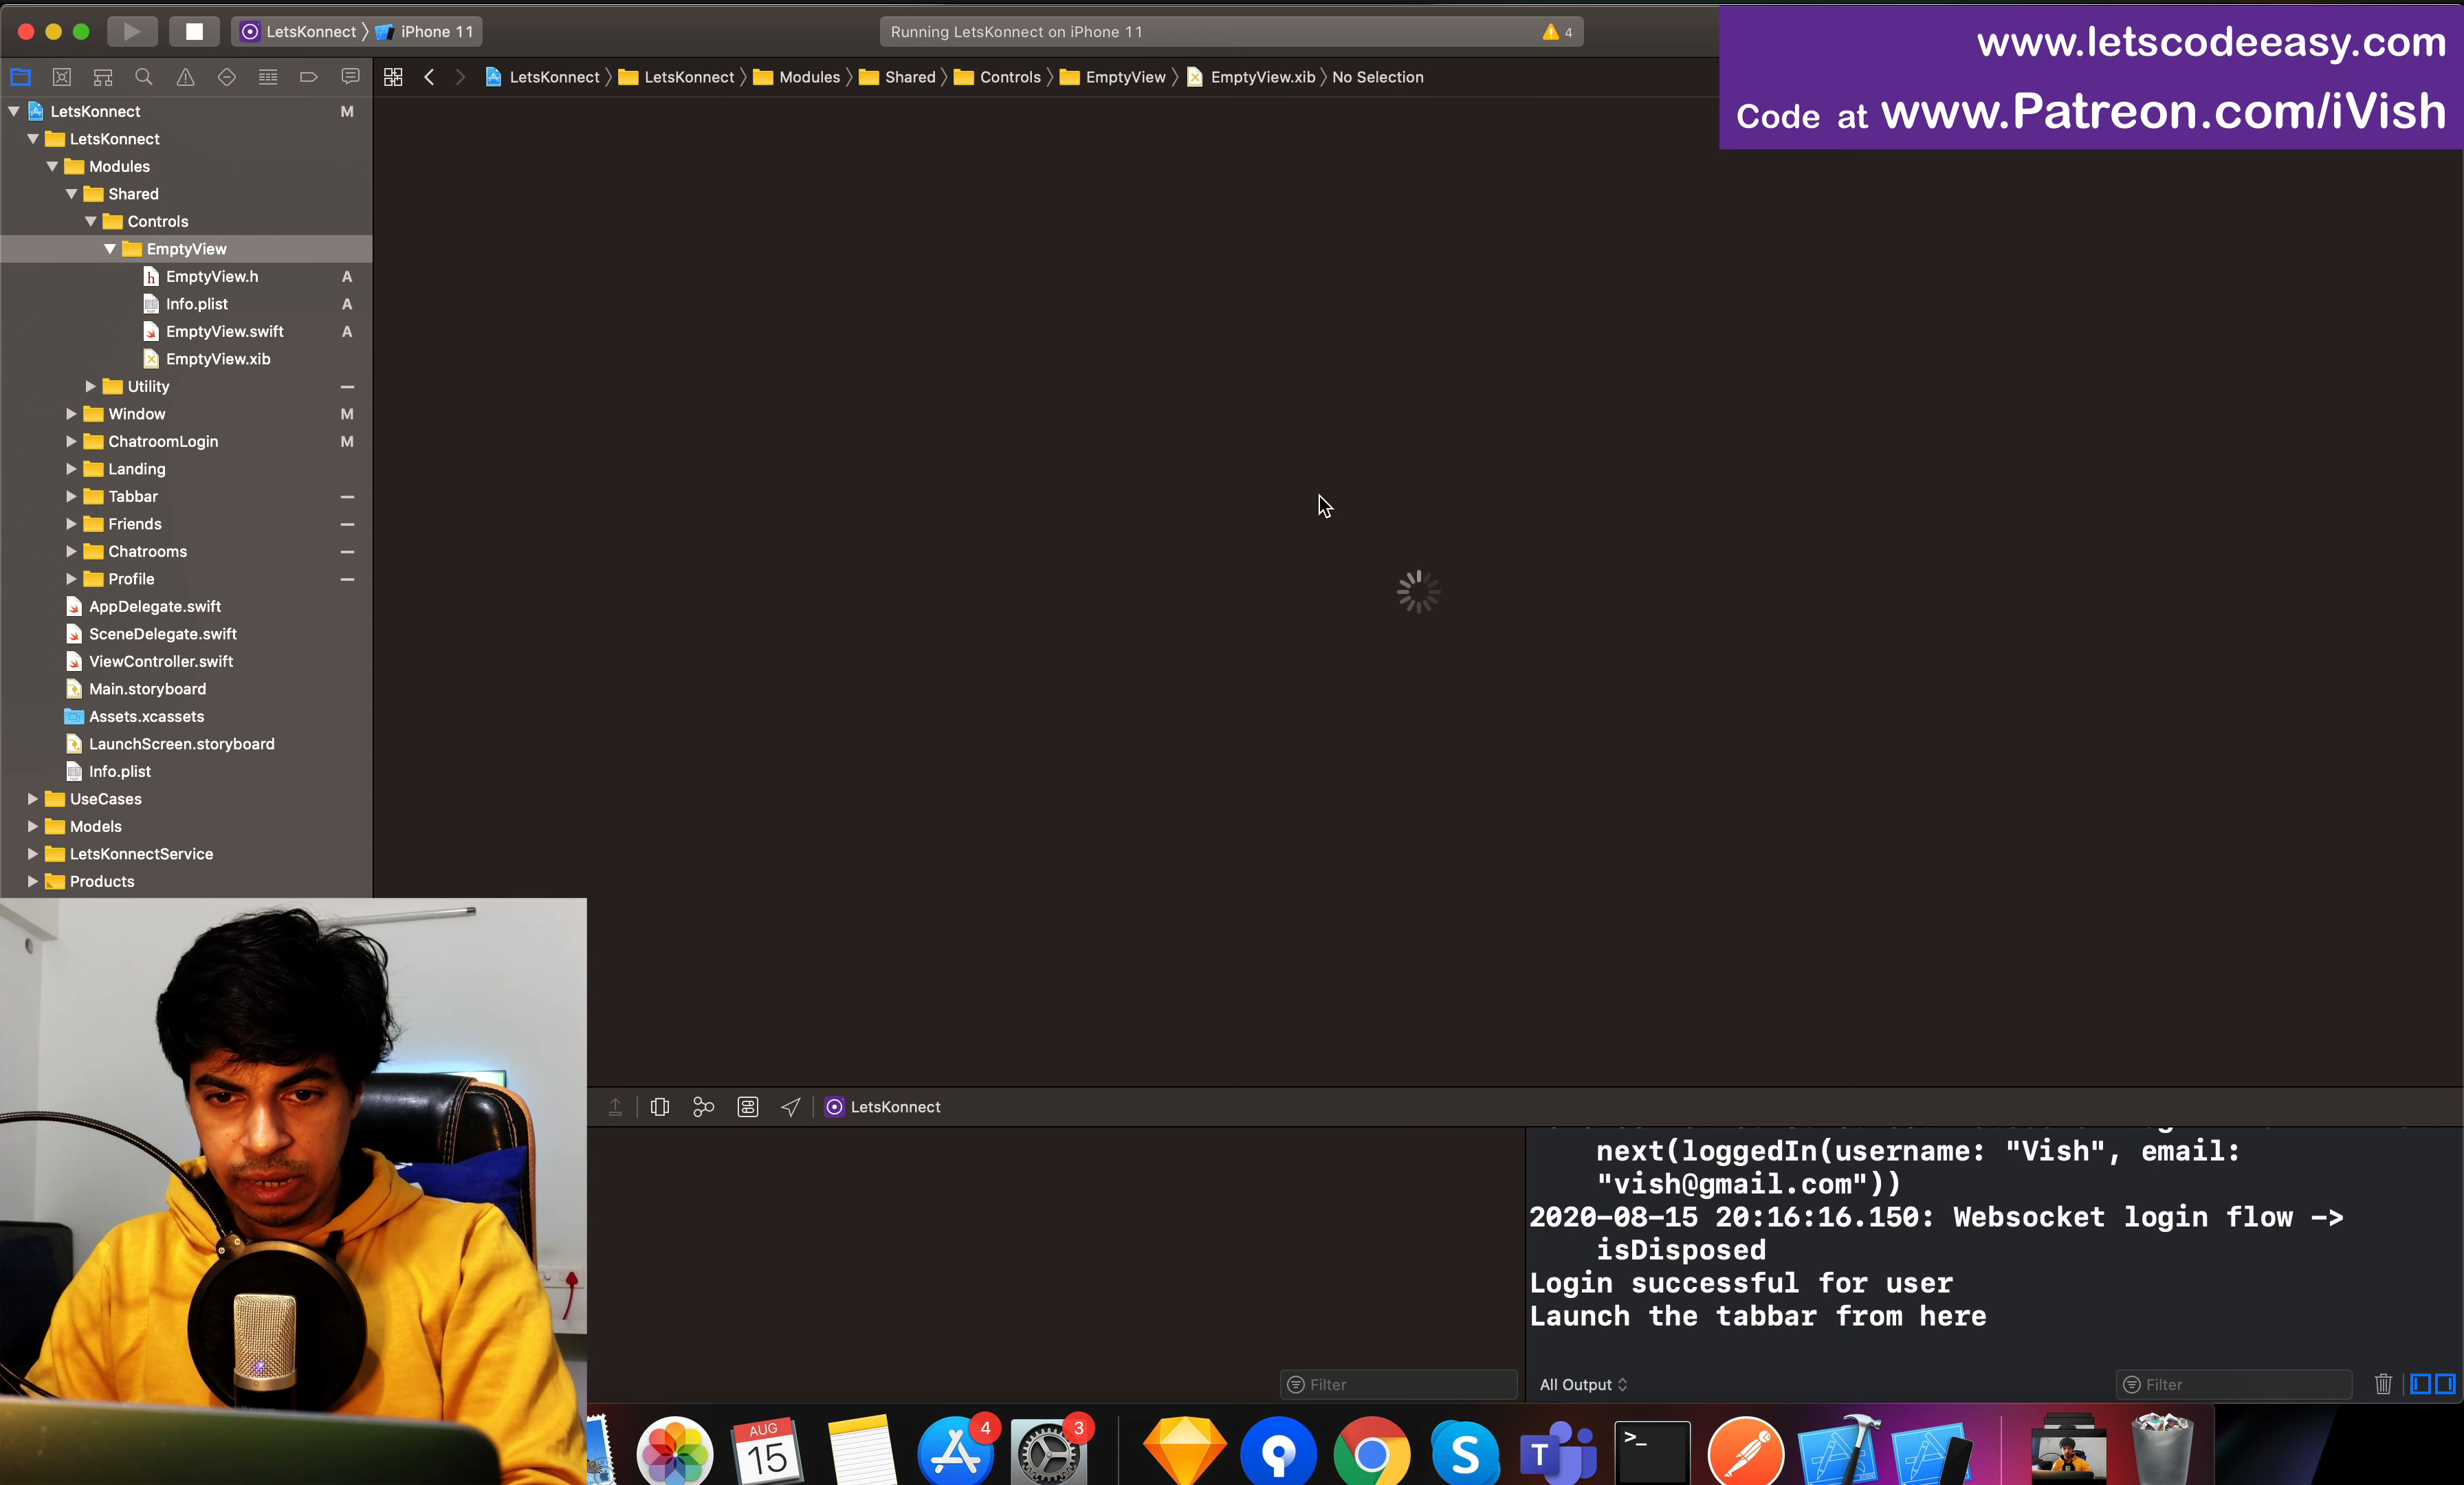 LetsKonnect 〉 iPhone 11
Running LetsKonnect on iPhone 11
4
www.letscodeeasy.com
Code at www.Patreon.com/iVish
LetsKonnect 〉 LetsKonnect 〉 Modules 〉 Shared 〉 Controls 〉 EmptyView 〉 EmptyView.xib 〉 No Selection
LetsKonnect M
LetsKonnect
Modules
Shared
Controls
EmptyView
EmptyView.h A
Info.plist A
EmptyView.swift A
EmptyView.xib
Utility
Window M
ChatroomLogin M
Landing
Tabbar
Friends
Chatrooms
Profile
AppDelegate.swift
SceneDelegate.swift
ViewController.swift
Main.storyboard
Assets.xcassets
LaunchScreen.storyboard
Info.plist
UseCases
Models
LetsKonnectService
Products
LetsKonnect
next(loggedIn(username: "Vish", email:
"vish@gmail.com"))
2020-08-15 20:16:16.150: Websocket login flow ->
isDisposed
Login successful for user
Launch the tabbar from here
Filter
All Output
Filter
AUG
15
4
3
S
T
>_